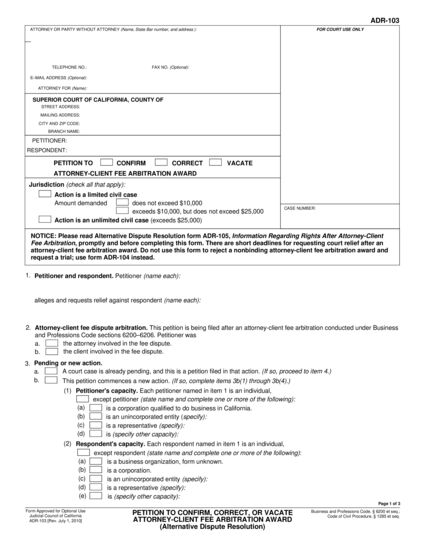 ADR-103
ATTORNEY OR PARTY WITHOUT ATTORNEY (Name, State Bar number, and address ):
FOR COURT USE ONLY
TELEPHONE NO.: FAX NO. (Optional):
E-MAIL ADDRESS (Optional):
ATTORNEY FOR (Name):
SUPERIOR COURT OF CALIFORNIA, COUNTY OF
STREET ADDRESS:
MAILING ADDRESS:
CITY AND ZIP CODE:
BRANCH NAME:
PETITIONER:
RESPONDENT:
PETITION TO CONFIRM CORRECT VACATE
ATTORNEY-CLIENT FEE ARBITRATION AWARD
Jurisdiction (check all that apply):
Action is a limited civil case
Amount demanded does not exceed $10,000
exceeds $10,000, but does not exceed $25,000
Action is an unlimited civil case (exceeds $25,000)
CASE NUMBER:
NOTICE: Please read Alternative Dispute Resolution form ADR-105, Information Regarding Rights After Attorney-Client
Fee Arbitration, promptly and before completing this form. There are short deadlines for requesting court relief after an
attorney-client fee arbitration award. Do not use this form to reject a nonbinding attorney-client fee arbitration award and
request a trial; use form ADR-104 instead.
1. Petitioner and respondent. Petitioner (name each):
alleges and requests relief against respondent (name each):
2. Attorney-client fee dispute arbitration. This petition is being filed after an attorney-client fee arbitration conducted under Business
and Professions Code sections 6200–6206. Petitioner was
a. the attorney involved in the fee dispute.
b. the client involved in the fee dispute.
3. Pending or new action.
a. A court case is already pending, and this is a petition filed in that action. (If so, proceed to item 4.)
b. This petition commences a new action. (If so, complete items 3b(1) through 3b(4).)
(1) Petitioner's capacity. Each petitioner named in item 1 is an individual,
except petitioner (state name and complete one or more of the following):
(a) is a corporation qualified to do business in California.
(b) is an unincorporated entity (specify):
(c) is a representative (specify):
(d) is (specify other capacity):
(2) Respondent's capacity. Each respondent named in item 1 is an individual,
except respondent (state name and complete one or more of the following):
(a) is a business organization, form unknown.
(b) is a corporation.
(c) is an unincorporated entity (specify):
(d) is a representative (specify):
(e) is (specify other capacity):
Page 1 of 3
Form Approved for Optional Use
Judicial Council of California
ADR-103 [Rev. July 1, 2010]
PETITION TO CONFIRM, CORRECT, OR VACATE
ATTORNEY-CLIENT FEE ARBITRATION AWARD
(Alternative Dispute Resolution)
Business and Professions Code, § 6200 et seq.;
Code of Civil Procedure, § 1285 et seq.